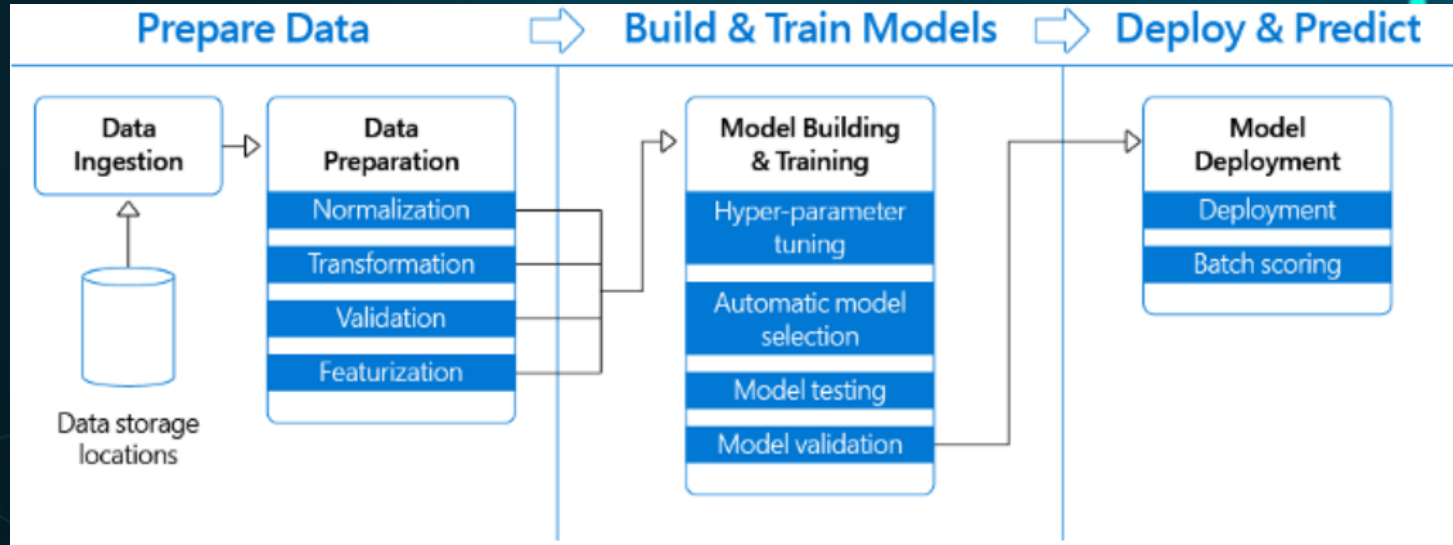 Prepare Data
Build & Train Models
Deploy & Predict
Data
Ingestion
Data storage
locations
Data
Preparation
Normalization
Transformation
Validation
Featurization
Model Building
& Training
Hyper-parameter
tuning
Automatic model
selection
Model testing
Model validation
Model
Deployment
Deployment
Batch scoring